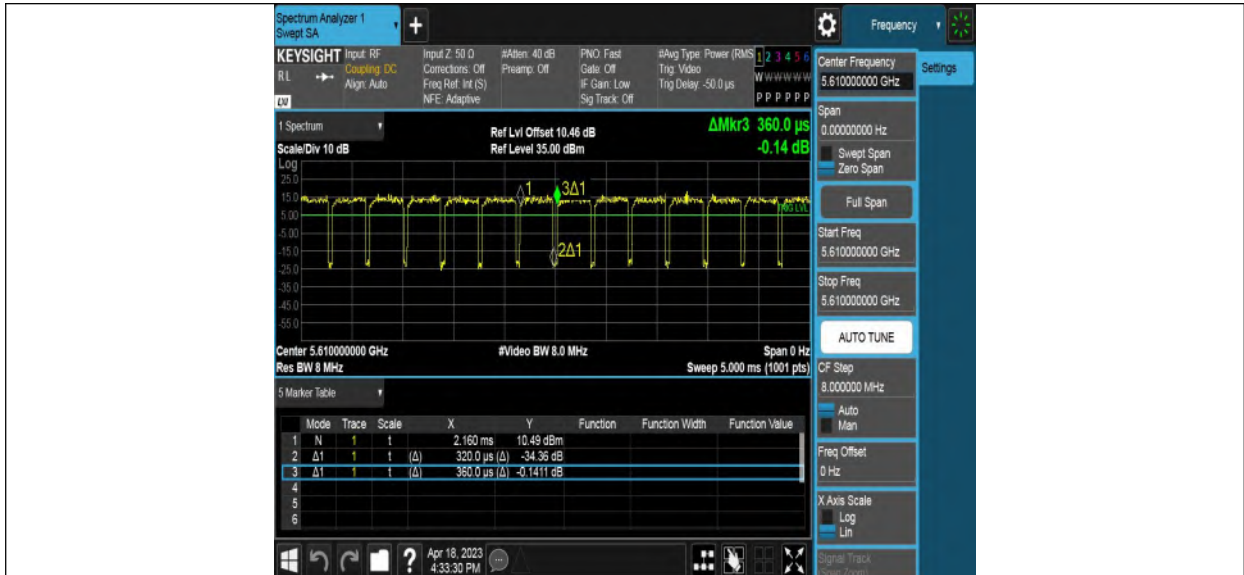 Spectrum Analyzer 1
Swept SA
+
Frequency
KEYSIGHT Input: RF
Coupling: DC
Align: Auto
RL
LXI
Input Z: 50 Ω
Corrections: Off
Freq Ref: Int (S)
NFE: Adaptive
#Atten: 40 dB
Preamp: Off
PNO: Fast
Gate: Off
IF Gain: Low
Sig Track: Off
#Avg Type: Power (RMS
Trig: Video
Trig Delay: -50.0 µs
1 2 3 4 5 6
W W W W W W
P P P P P P
1 Spectrum
Scale/Div 10 dB
Ref Lvl Offset 10.46 dB
Ref Level 35.00 dBm
ΔMkr3 360.0 µs
-0.14 dB
Log
25.0
15.0
5.00
-5.00
-15.0
-25.0
-35.0
-45.0
-55.0
1
3Δ1
2Δ1
TRIG LVL
Center 5.610000000 GHz
#Video BW 8.0 MHz
Span 0 Hz
Res BW 8 MHz
Sweep 5.000 ms (1001 pts)
5 Marker Table
Mode Trace Scale X Y Function Function Width Function Value
1 N 1 t 2.160 ms 10.49 dBm
2 Δ1 1 t (Δ) 320.0 µs (Δ) -34.36 dB
3 Δ1 1 t (Δ) 360.0 µs (Δ) -0.1411 dB
4
5
6
?
Apr 18, 2023
4:33:30 PM
Center Frequency
5.610000000 GHz
Settings
Span
0.00000000 Hz
Swept Span
Zero Span
Full Span
Start Freq
5.610000000 GHz
Stop Freq
5.610000000 GHz
AUTO TUNE
CF Step
8.000000 MHz
Auto
Man
Freq Offset
0 Hz
X Axis Scale
Log
Lin
Signal Track
(Span Zoom)